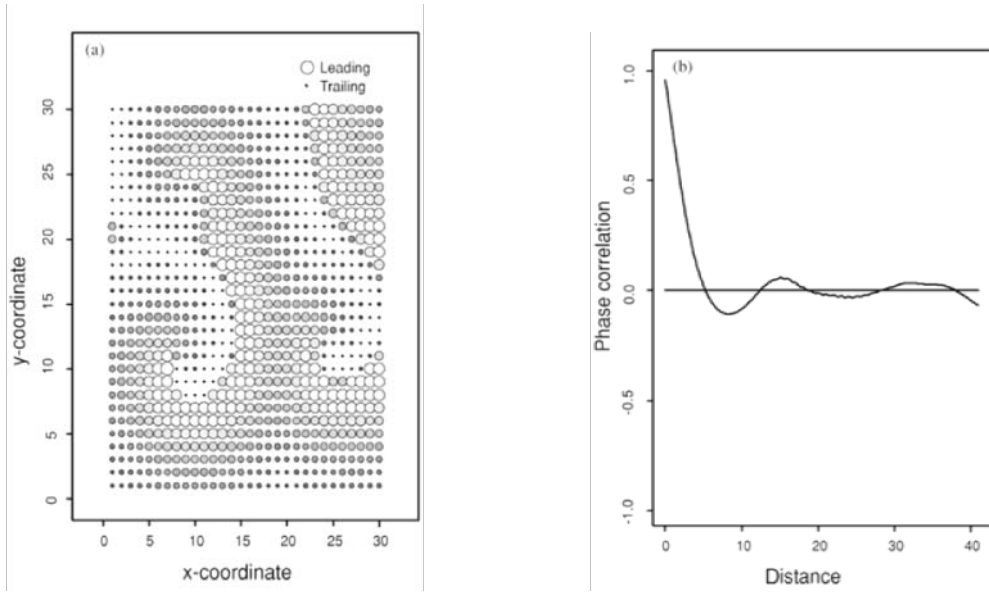 (a)
Leading
Trailing
30
25
20
15
10
5
0
y-coordinate
0 5 10 15 20 25 30
x-coordinate
(b)
1.0
0.5
0.0
-0.5
-1.0
Phase correlation
0 10 20 30 40
Distance